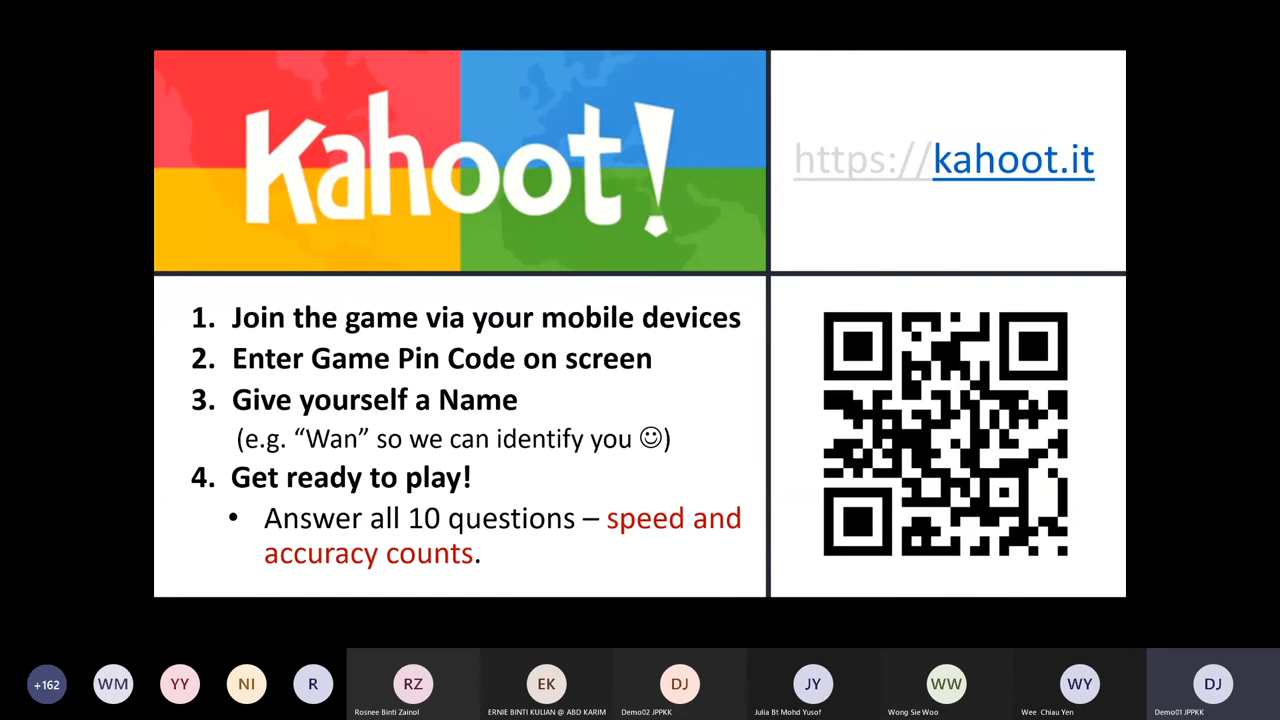 Kahoot!
https://kahoot.it
1. Join the game via your mobile devices
2. Enter Game Pin Code on screen
3. Give yourself a Name
(e.g. “Wan” so we can identify you ☺)
4. Get ready to play!
• Answer all 10 questions – speed and
accuracy counts.
+162
WM
YY
NI
R
RZ
Rosnee Binti Zainol
EK
ERNIE BINTI KULIAN @ ABD KARIM
DJ
Demo02 JPPKK
JY
Julia Bt Mohd Yusof
WW
Wong Sie Woo
WY
Wee Chiau Yen
DJ
Demo01 JPPKK